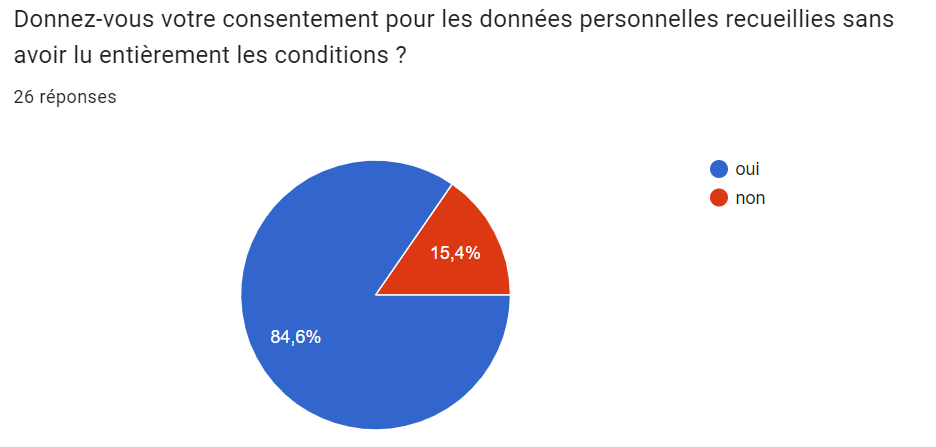 Donnez-vous votre consentement pour les données personnelles recueillies sans
avoir lu entièrement les conditions ?
26 réponses
oui
non
15,4%
84,6%